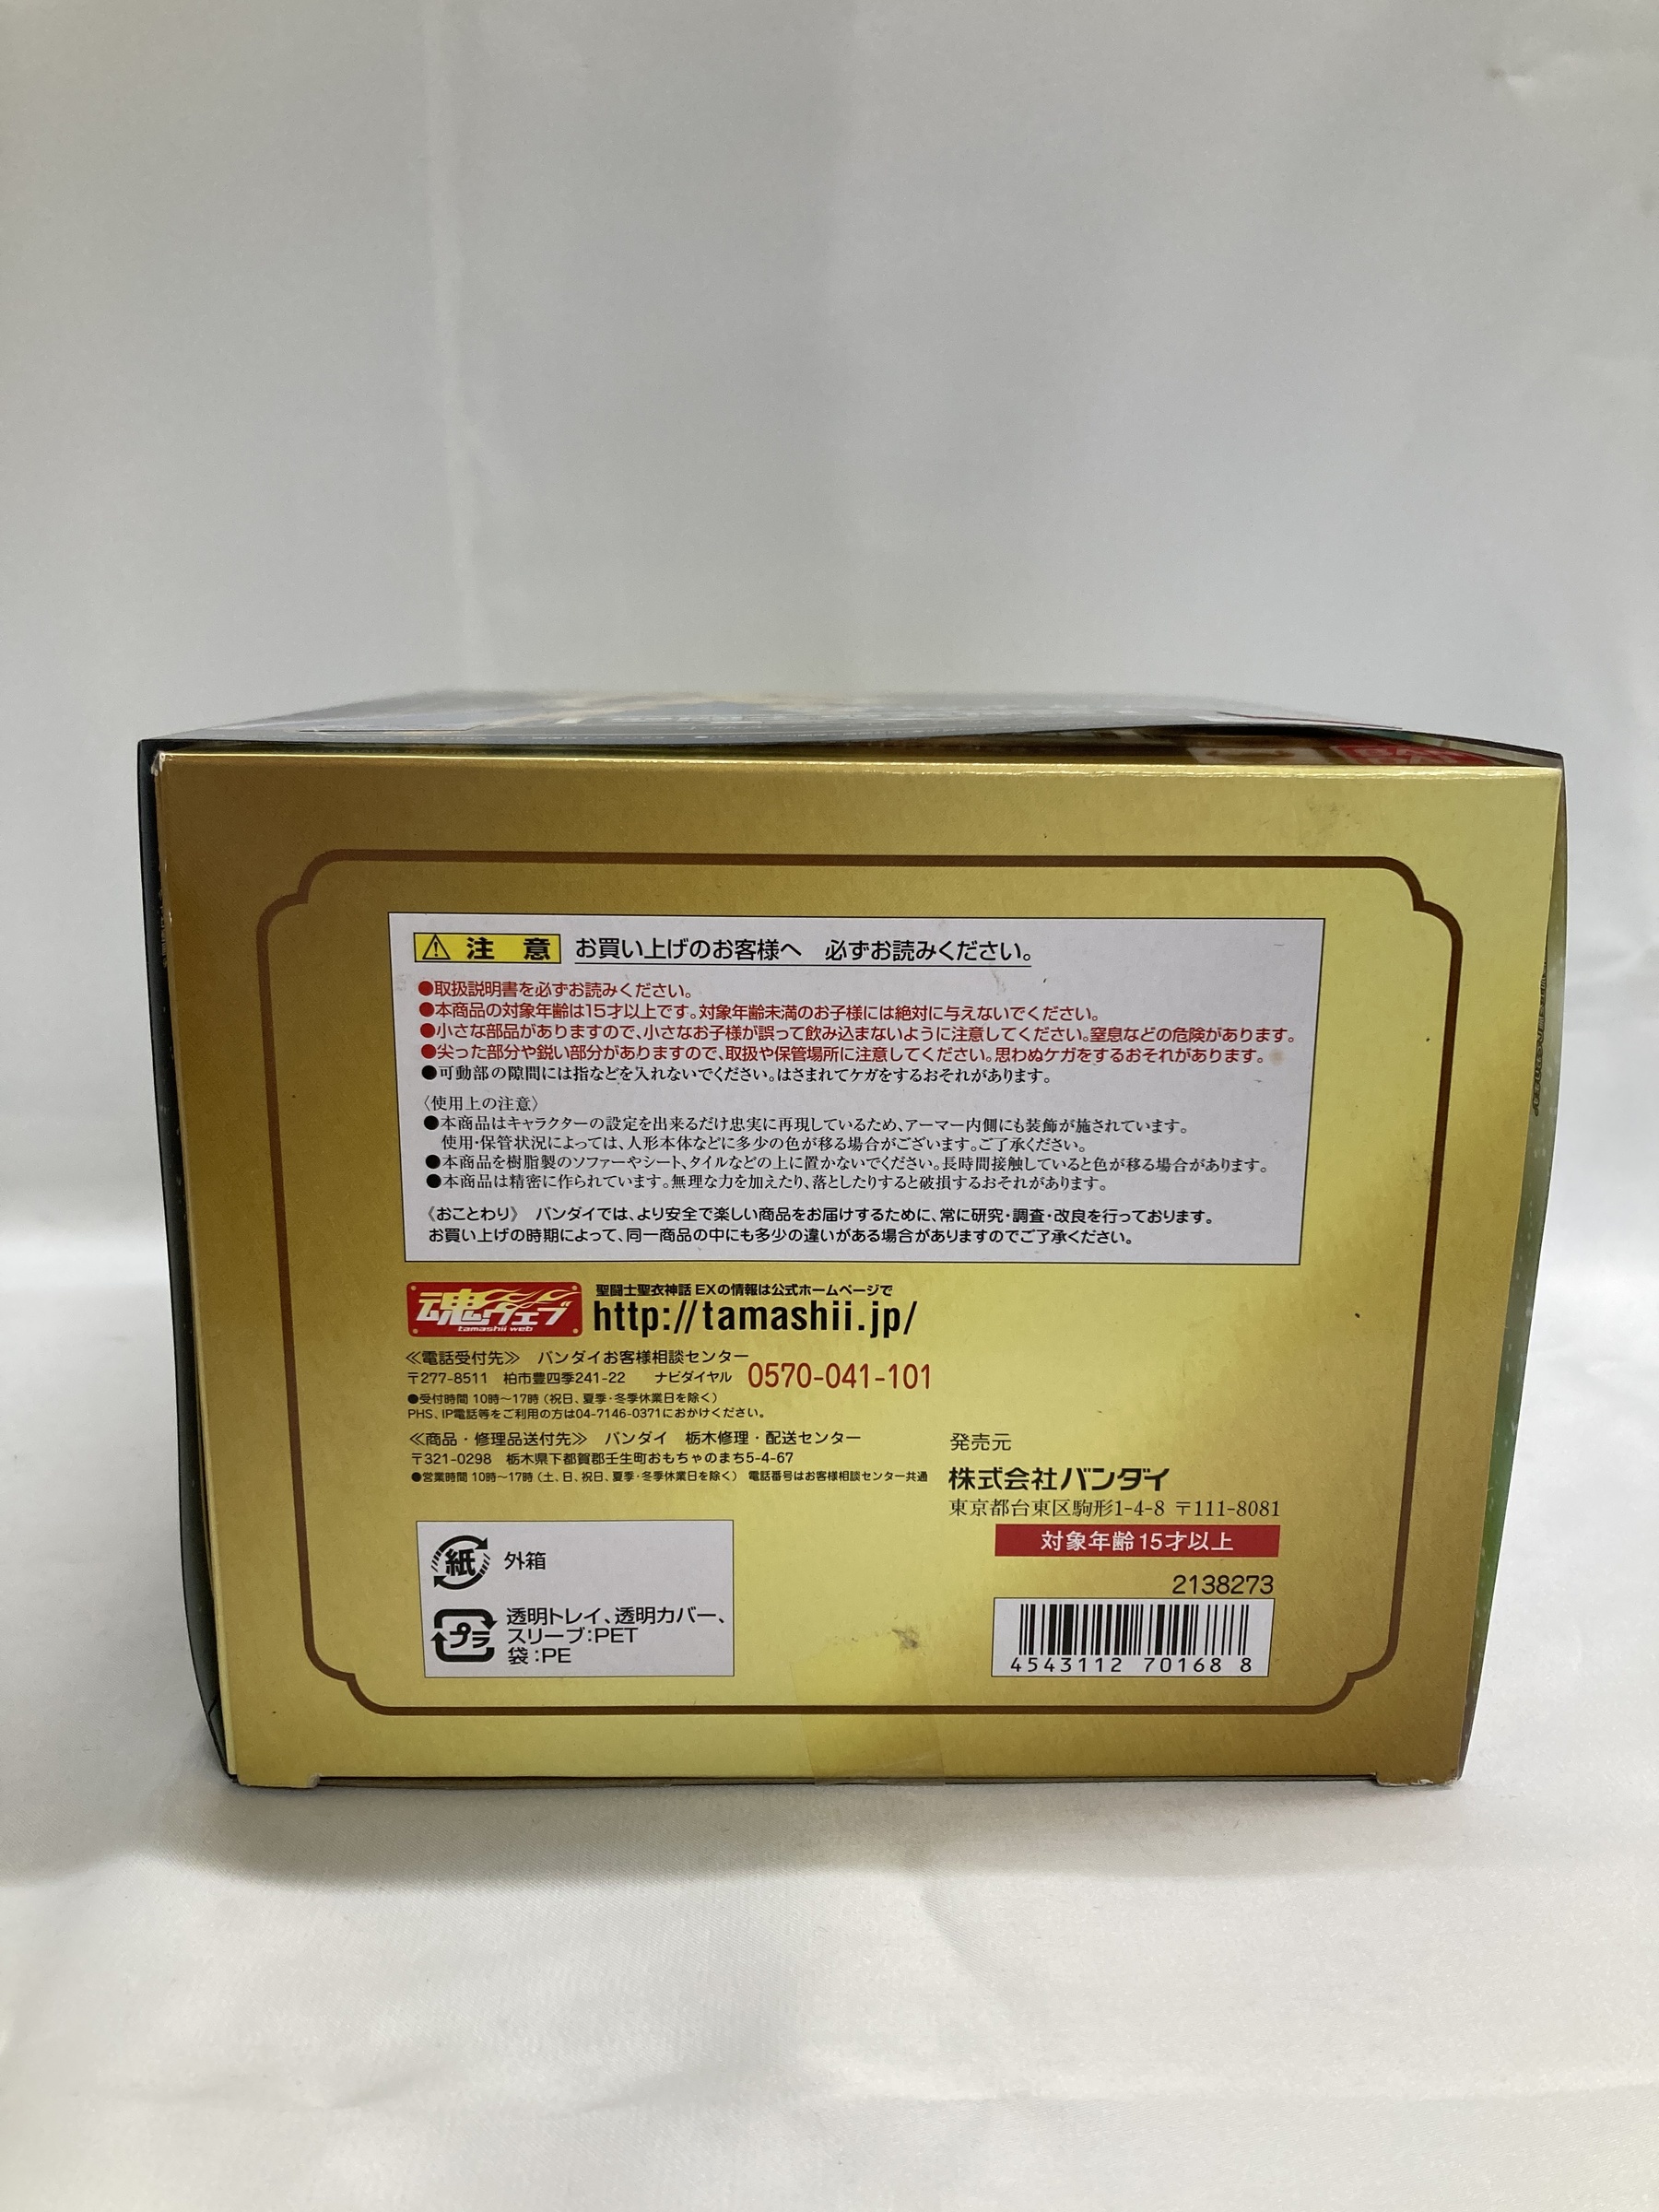 注 意 お買い上げのお客様へ 必ずお読みください。
●取扱説明書を必ずお読みください。
●本商品の対象年齢は15才以上です。対象年齢未満のお子様には絶対に与えないでください。
●小さな部品がありますので、小さなお子様が誤って飲み込まないように注意してください。窒息などの危険があります。
●尖った部分や鋭い部分がありますので、取扱や保管場所に注意してください。思わぬケガをするおそれがあります。
●可動部の隙間には指などを入れないでください。はさまれてケガをするおそれがあります。
〈使用上の注意〉
●本商品はキャラクターの設定を出来るだけ忠実に再現しているため、アーマー内側にも装飾が施されています。
使用・保管状況によっては、人形本体などに多少の色が移る場合がございます。ご了承ください。
●本商品を樹脂製のソファーやシート、タイルなどの上に置かないでください。長時間接触していると色が移る場合があります。
●本商品は精密に作られています。無理な力を加えたり、落としたりすると破損するおそれがあります。
《おことわり》 バンダイでは、より安全で楽しい商品をお届けするために、常に研究・調査・改良を行っております。
お買い上げの時期によって、同一商品の中にも多少の違いがある場合がありますのでご了承ください。
魂ウェブ
tamashii web
聖闘士聖衣神話 EXの情報は公式ホームページで
http://tamashii.jp/
≪電話受付先≫ バンダイお客様相談センター
〒277-8511 柏市豊四季241-22 ナビダイヤル 0570-041-101
●受付時間 10時〜17時（祝日、夏季・冬季休業日を除く）
PHS、IP電話等をご利用の方は04-7146-0371におかけください。
≪商品・修理品送付先≫ バンダイ 栃木修理・配送センター
〒321-0298 栃木県下都賀郡壬生町おもちゃのまち5-4-67
●営業時間 10時〜17時（土、日、祝日、夏季・冬季休業日を除く） 電話番号はお客様相談センター共通
発売元
株式会社バンダイ
東京都台東区駒形1-4-8 〒111-8081
対象年齢15才以上
2138273
4543112 70168 8
紙 外箱
プラ 透明トレイ、透明カバー、
スリーブ:PET
袋:PE